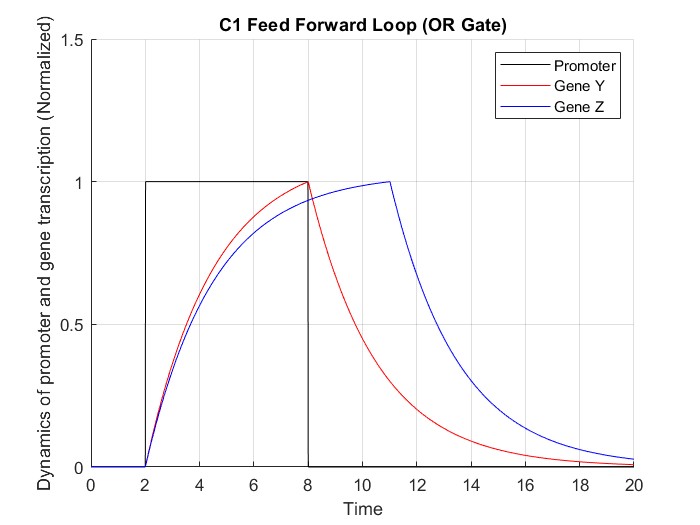 C1 Feed Forward Loop (OR Gate)
Dynamics of promoter and gene transcription (Normalized)
1.5
1
0.5
0
Promoter
Gene Y
Gene Z
0 2 4 6 8 10 12 14 16 18 20
Time